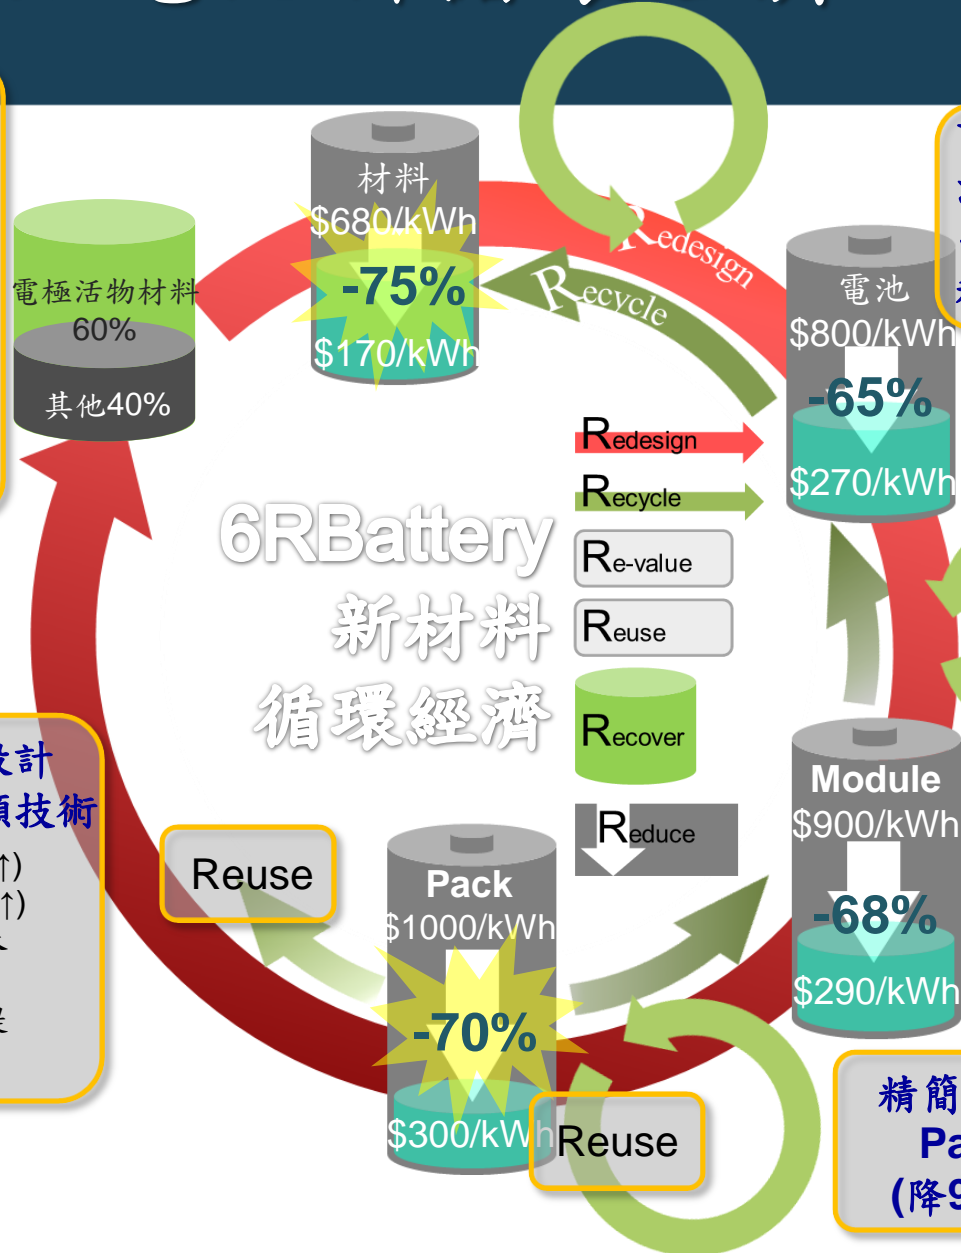 材料
$680/kWh
-75%
$170/kWh
Redesign
Recycle
電極活物材料
60%
其他40%
電池
$800/kWh
-65%
$270/kWh
Redesign
Recycle
Re-value
Reuse
Recover
Reduce
6RBattery
新材料
循環經濟
設計
技術
↑)
↑)
Reuse
Pack
$1000/kWh
-70%
$300/kWh
Reuse
Module
$900/kWh
-68%
$290/kWh
精簡
Pa
(降9